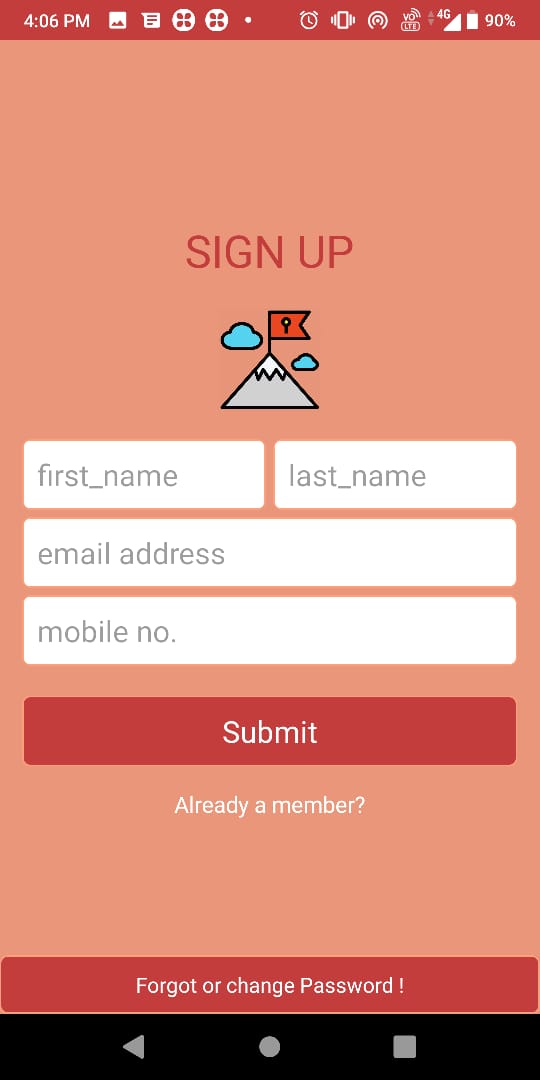 4:06 PM VO LTE 4G 90%
SIGN UP
first_name last_name
email address
mobile no.
Submit
Already a member?
Forgot or change Password !